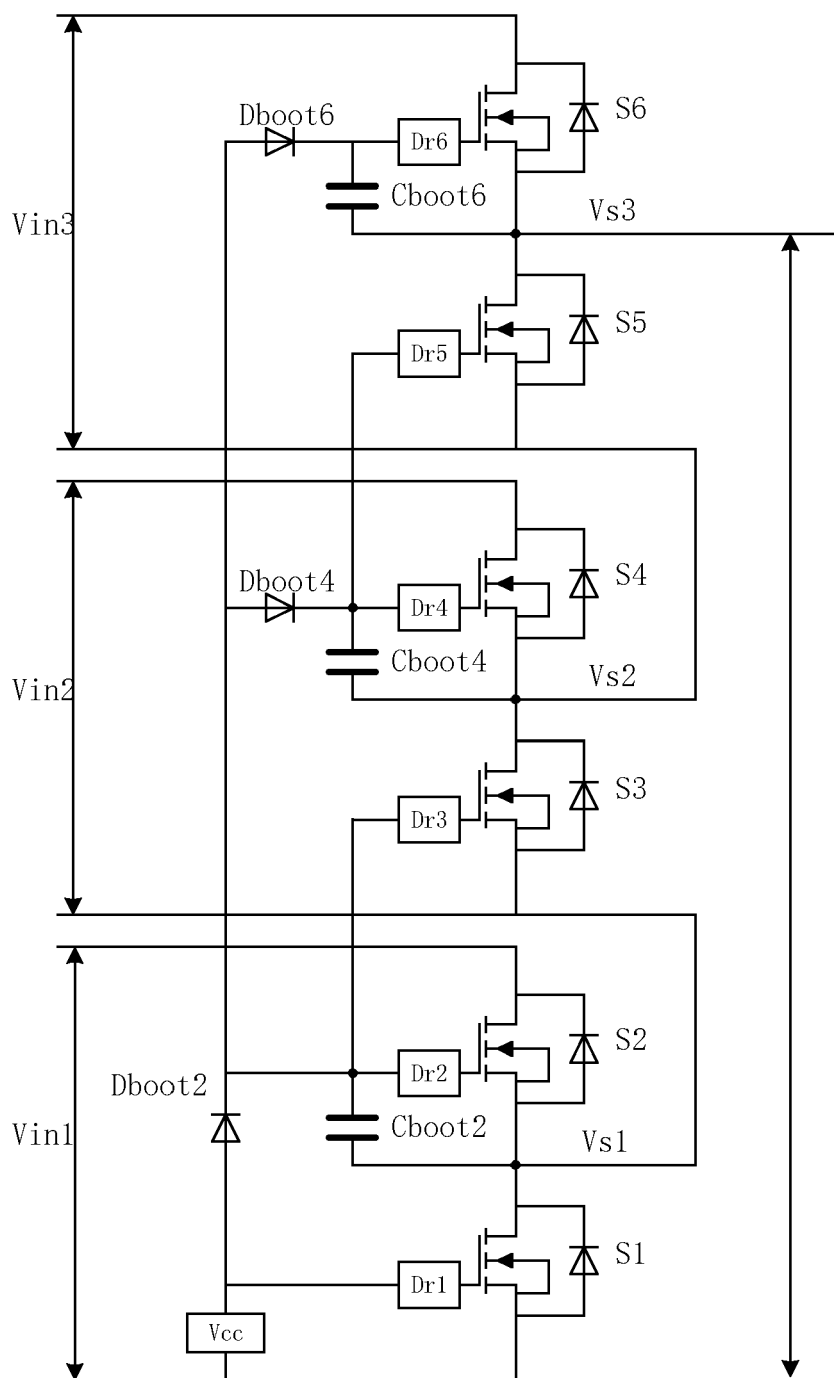 S6
Dboot6
Dr6
Cboot6
Vs3
Vin3
S5
Dr5
S4
Dboot4
Dr4
Cboot4
Vs2
Vin2
S3
Dr3
S2
Dr2
Dboot2
Cboot2
Vin1
Vs1
S1
Dr1
Vcc